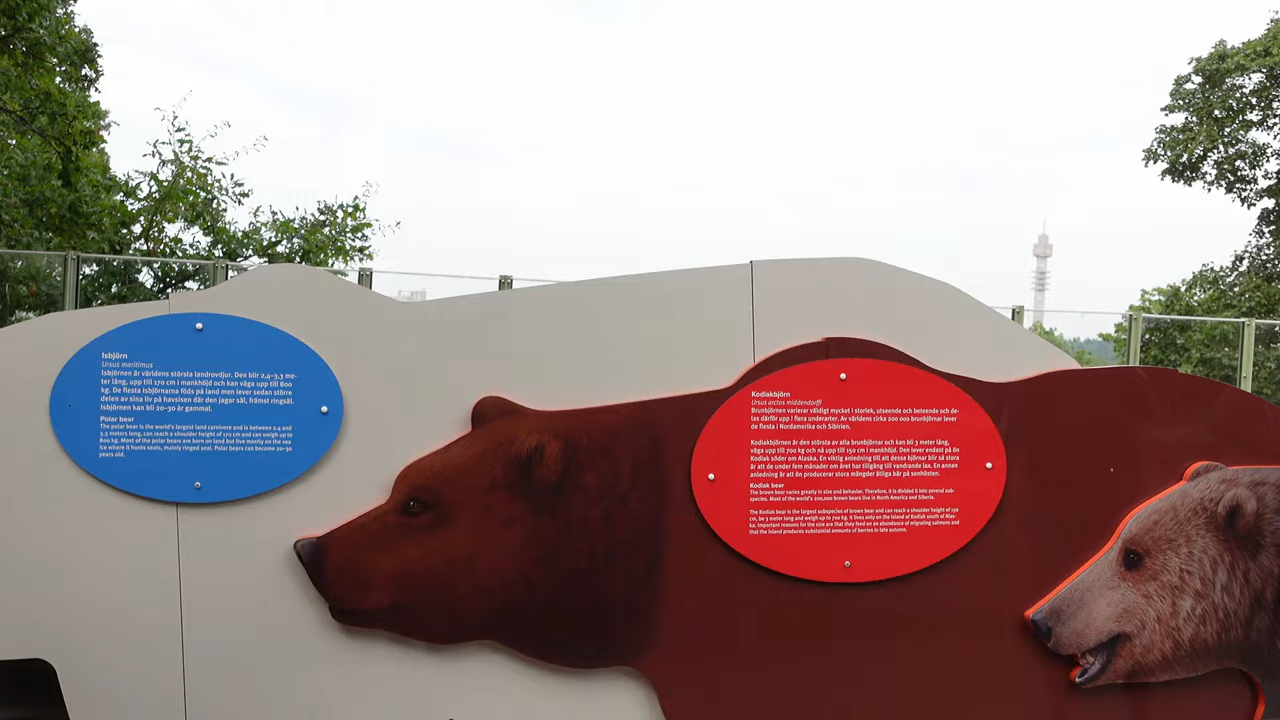 Isbjörn
Ursus maritimus
Isbjörnen är världens största landrovdjur. Den blir 2,4–3,3 me-
ter lång, upp till 170 cm i mankhöjd och kan väga upp till 800
kg. De flesta isbjörnarna föds på land men lever sedan större
delen av sina liv på havsisen där den jagar säl, främst ringsäl.
Isbjörnen kan bli 20–30 år gammal.
Polar bear
The polar bear is the world's largest land carnivore and is between 2.4 and
3.3 meters long, can reach a shoulder height of 170 cm and can weigh up to
800 kg. Most of the polar bears are born on land but live mostly on the sea
ice where it hunts seals, mainly ringed seal. Polar bears can become 20-30
years old.
Kodiakbjörn
Ursus arctos middendorffi
Brunbjörnen varierar väldigt mycket i storlek, utseende och beteende och de-
las därför upp i flera underarter. Av världens cirka 200 000 brunbjörnar lever
de flesta i Nordamerika och Sibirien.
Kodiakbjörnen är den största av alla brunbjörnar och kan bli 3 meter lång,
väga upp till 700 kg och nå upp till 150 cm i mankhöjd. Den lever endast på ön
Kodiak söder om Alaska. En viktig anledning till att dessa björnar blir så stora
är att de under fem månader om året har tillgång till vandrande lax. En annan
anledning är att ön producerar stora mängder ätliga bär på senhösten.
Kodiak bear
The brown bear varies greatly in size and behavior. Therefore, it is divided it into several sub-
species. Most of the world's 200,000 brown bears live in North America and Siberia.
The Kodiak bear is the largest subspecies of brown bear and can reach a shoulder height of 150
cm, be 3 meter long and weigh up to 700 kg. It lives only on the island of Kodiak south of Alas-
ka. Important reasons for the size are that they feed on an abundance of migrating salmons and
that the island produces substantial amounts of berries in late autumn.